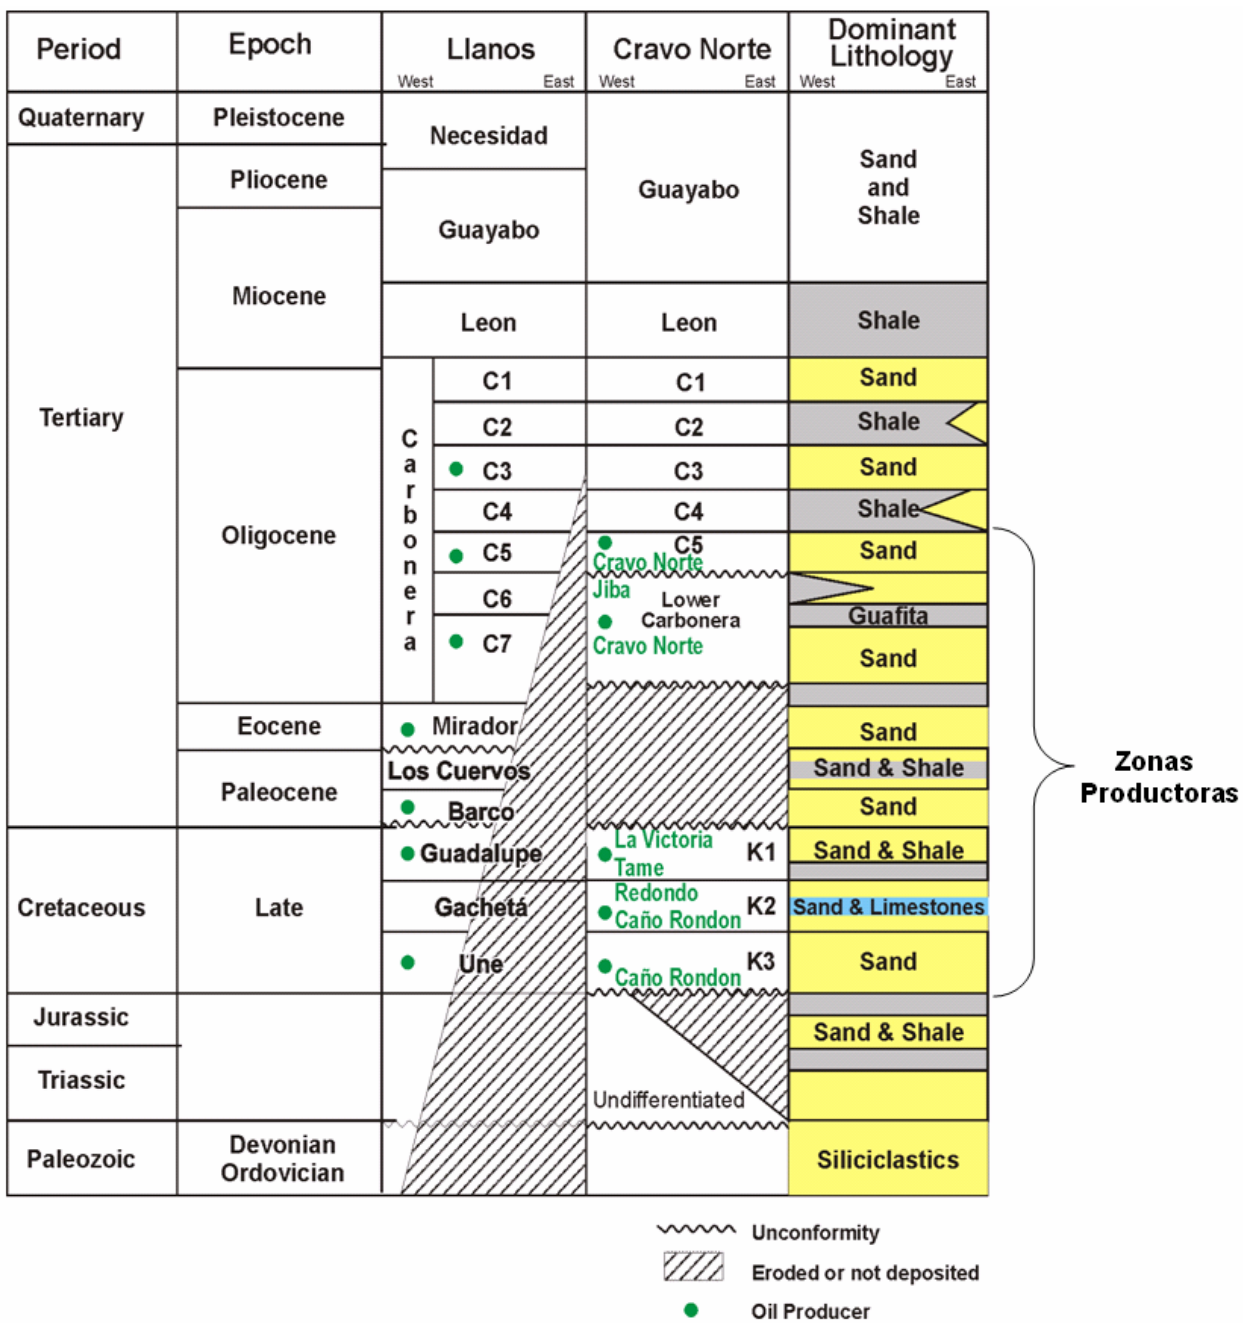 Period
Epoch
Llanos
West
East
Cravo Norte
West
East
Dominant
Lithology
West
East
Quaternary
Pleistocene
Necesidad
Guayabo
Sand
and
Shale
Tertiary
Pliocene
Guayabo
Miocene
Leon
Leon
Shale
Oligocene
Carbonera
C1
C1
Sand
C2
C2
Shale
C3
C3
Sand
C4
C4
Shale
C5
C5
Cravo Norte
Sand
C6
Jiba
Lower
Carbonera
Cravo Norte
Guafita
C7
Sand
Eocene
Mirador
Sand
Paleocene
Los Cuervos
Sand & Shale
Barco
Sand
Zonas
Productoras
Cretaceous
Late
Guadalupe
La Victoria
Tame
K1
Sand & Shale
Gachetá
Redondo
Caño Rondon
K2
Sand & Limestones
Une
Caño Rondon
K3
Sand
Jurassic
Sand & Shale
Triassic
Undifferentiated
Paleozoic
Devonian
Ordovician
Siliciclastics
Unconformity
Eroded or not deposited
Oil Producer